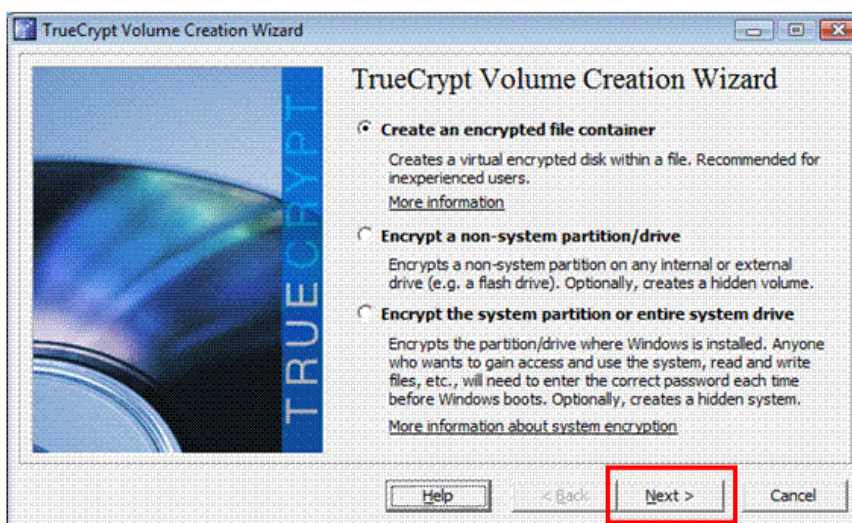 TrueCrypt Volume Creation Wizard
TRUECRYPT
TrueCrypt Volume Creation Wizard
Create an encrypted file container
Creates a virtual encrypted disk within a file. Recommended for
inexperienced users.
More information
Encrypt a non-system partition/drive
Encrypts a non-system partition on any internal or external
drive (e.g. a flash drive). Optionally, creates a hidden volume.
Encrypt the system partition or entire system drive
Encrypts the partition/drive where Windows is installed. Anyone
who wants to gain access and use the system, read and write
files, etc., will need to enter the correct password each time
before Windows boots. Optionally, creates a hidden system.
More information about system encryption
Help
< Back
Next >
Cancel